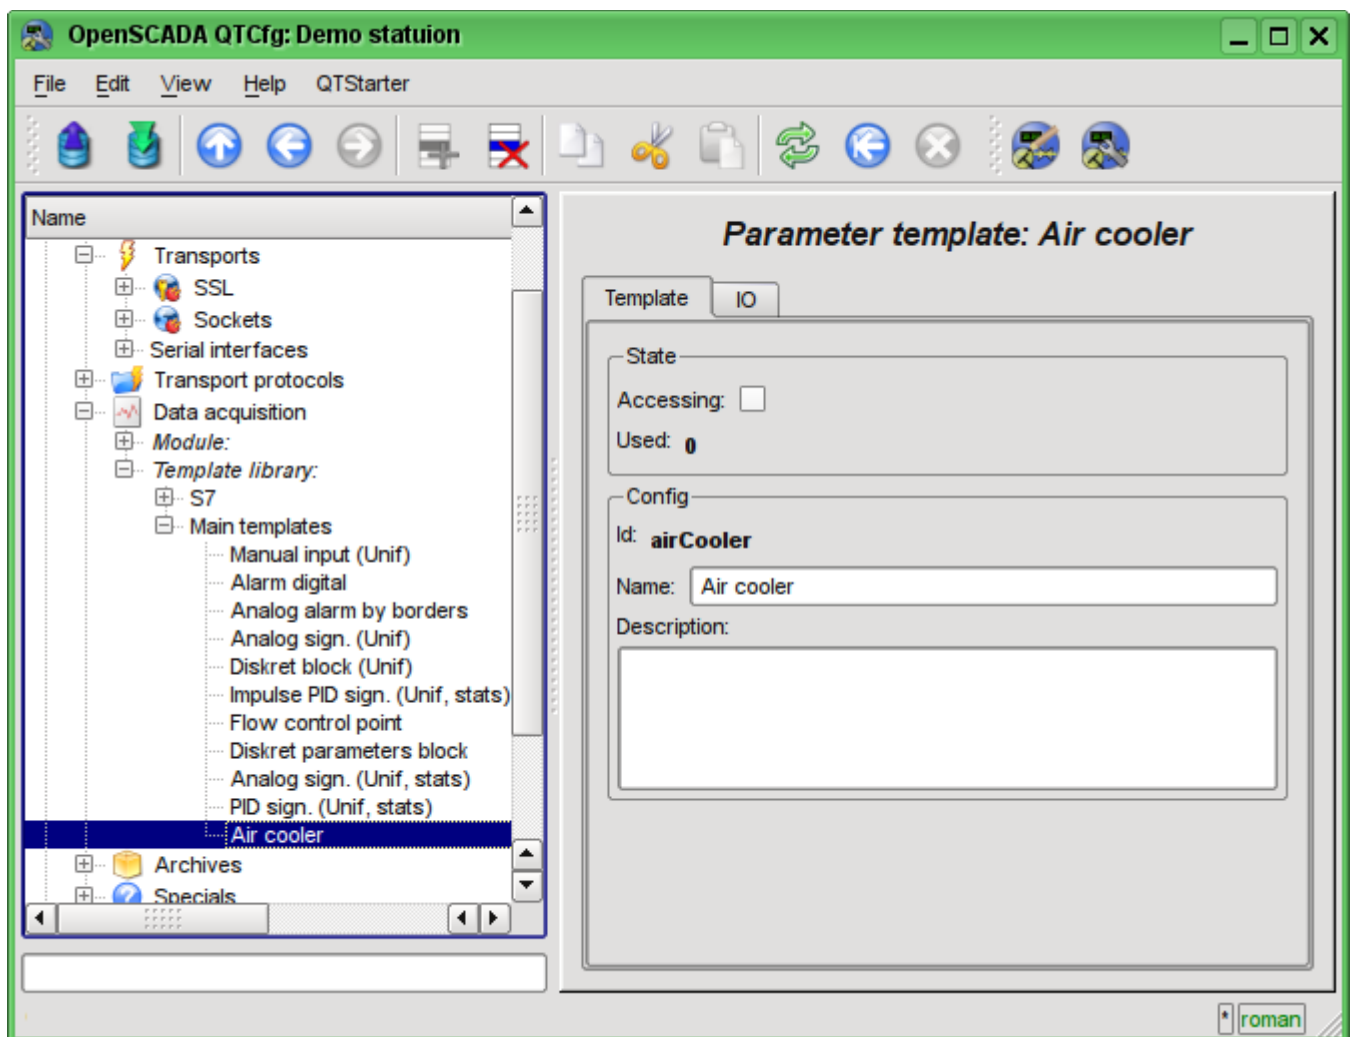 OpenSCADA QTCfg: Demo statuion
File Edit View Help QTStarter
Name
Transports
SSL
Sockets
Serial interfaces
Transport protocols
Data acquisition
Module:
Template library:
S7
Main templates
Manual input (Unif)
Alarm digital
Analog alarm by borders
Analog sign. (Unif)
Diskret block (Unif)
Impulse PID sign. (Unif, stats)
Flow control point
Diskret parameters block
Analog sign. (Unif, stats)
PID sign. (Unif, stats)
Air cooler
Archives
Specials
Parameter template: Air cooler
Template IO
State
Accessing:
Used: 0
Config
Id: airCooler
Name: Air cooler
Description:
* roman